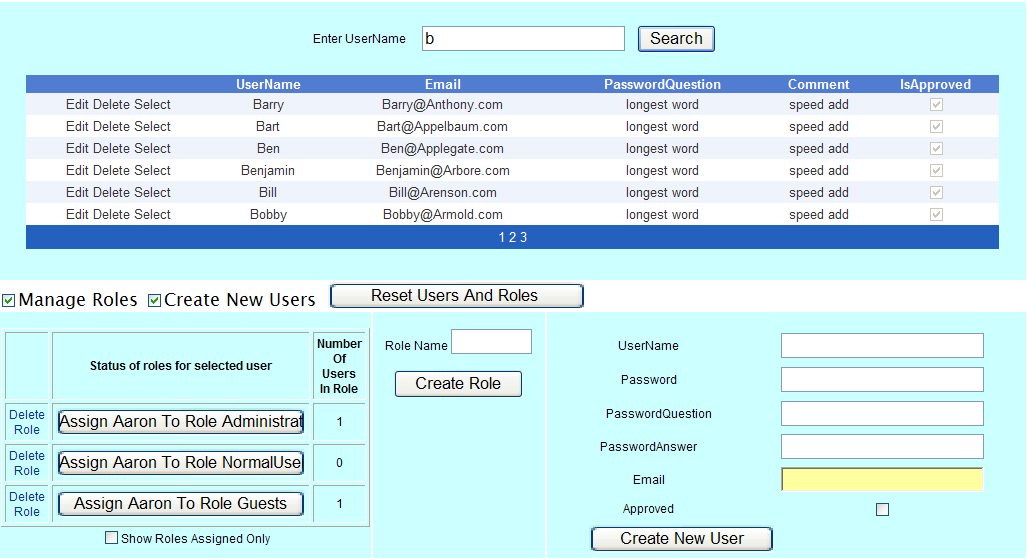 Enter UserName b Search
UserName Email PasswordQuestion Comment IsApproved
Edit Delete Select Barry Barry@Anthony.com longest word speed add
Edit Delete Select Bart Bart@Appelbaum.com longest word speed add
Edit Delete Select Ben Ben@Applegate.com longest word speed add
Edit Delete Select Benjamin Benjamin@Arbore.com longest word speed add
Edit Delete Select Bill Bill@Arenson.com longest word speed add
Edit Delete Select Bobby Bobby@Armold.com longest word speed add
1 2 3
Manage Roles Create New Users Reset Users And Roles
Status of roles for selected user
Number
Of
Users
In Role
Delete
Role
Assign Aaron To Role Administrat
1
Delete
Role
Assign Aaron To Role NormalUse
0
Delete
Role
Assign Aaron To Role Guests
1
Show Roles Assigned Only
Role Name
Create Role
UserName
Password
PasswordQuestion
PasswordAnswer
Email
Approved
Create New User